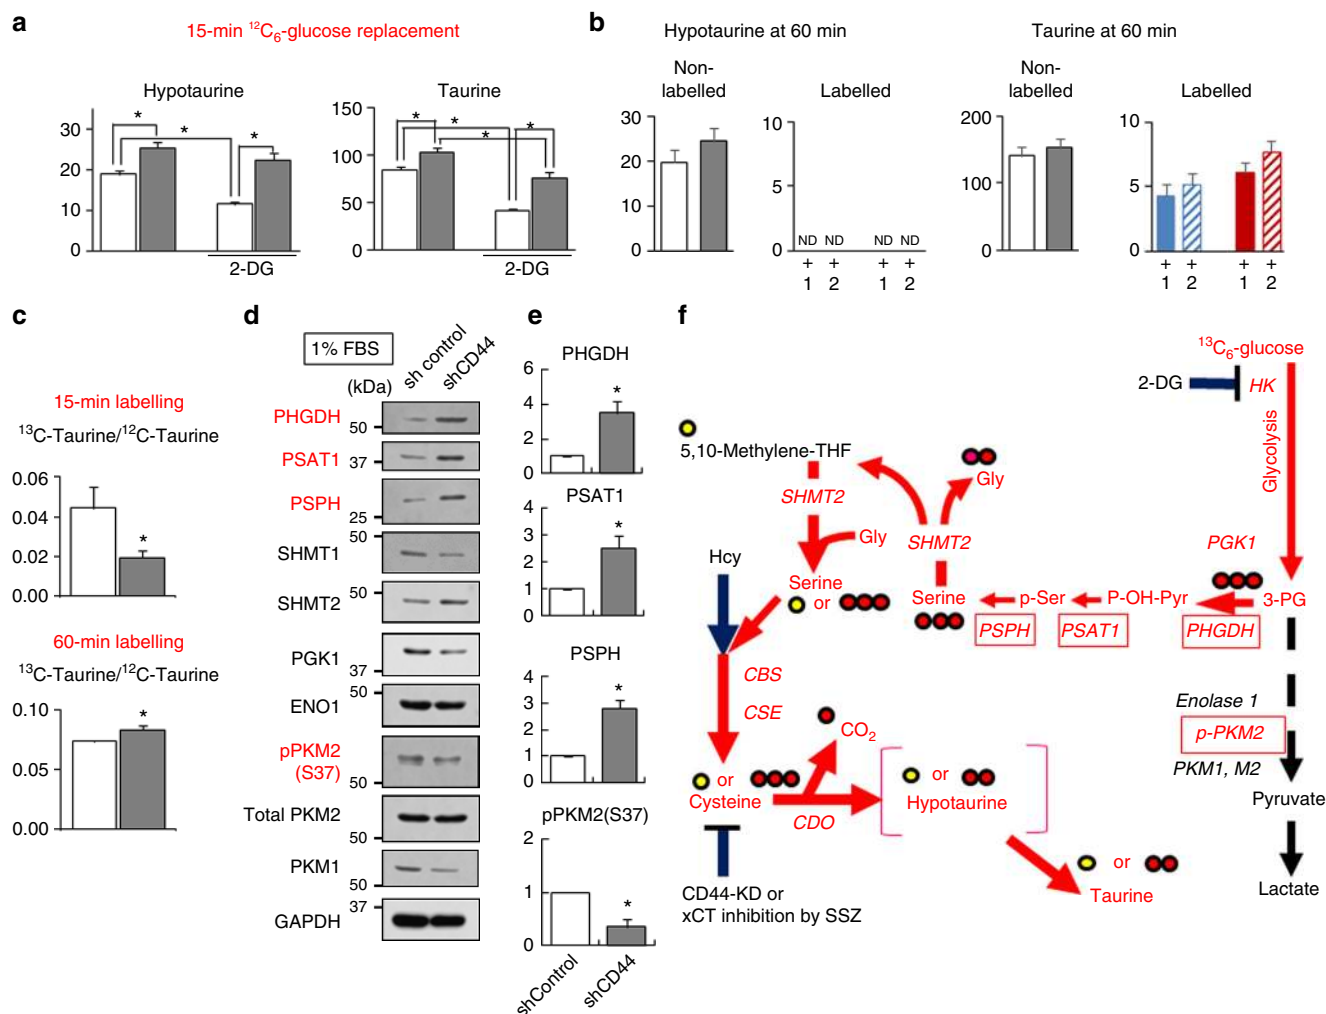 a
15-min ¹²C₆-glucose replacement
Hypotaurine
30
20
10
0
*
*
*
2-DG
Taurine
150
100
50
0
*
*
*
*
2-DG
b
Hypotaurine at 60 min
Non-
labelled
30
20
10
0
Labelled
10
5
0
ND ND ND ND
+ + + +
1 2 1 2
Taurine at 60 min
Non-
labelled
200
100
0
Labelled
10
5
0
+ + + +
1 2 1 2
c
15-min labelling
¹³C-Taurine/¹²C-Taurine
0.06
0.04
0.02
0.00
*
60-min labelling
¹³C-Taurine/¹²C-Taurine
0.10
0.05
0.00
*
d
1% FBS
(kDa)
sh control
shCD44
PHGDH
50
PSAT1
37
PSPH
25
50
SHMT1
50
SHMT2
PGK1
37
50
ENO1
pPKM2
(S37)
50
Total PKM2
50
PKM1
50
37
GAPDH
e
PHGDH
6
4
2
0
*
PSAT1
4
3
2
1
0
*
PSPH
4
3
2
1
0
*
pPKM2(S37)
2
1
0
*
shControl
shCD44
f
¹³C₆-glucose
2-DG
HK
Glycolysis
5,10-Methylene-THF
Gly
SHMT2
Gly
SHMT2
PGK1
Hcy
Serine
or
Serine
p-Ser
P-OH-Pyr
3-PG
PSPH
PSAT1
PHGDH
CBS
CSE
Enolase 1
p-PKM2
PKM1, M2
CO₂
or
Cysteine
CDO
or
Hypotaurine
Pyruvate
or
Taurine
Lactate
CD44-KD or
xCT inhibition by SSZ